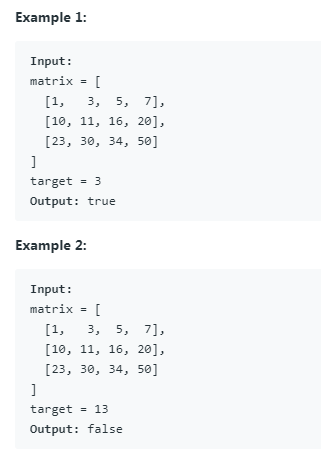 Example 1:
Input:
matrix = [
  [1,   3,  5,  7],
  [10, 11, 16, 20],
  [23, 30, 34, 50]
]
target = 3
Output: true
Example 2:
Input:
matrix = [
  [1,   3,  5,  7],
  [10, 11, 16, 20],
  [23, 30, 34, 50]
]
target = 13
Output: false